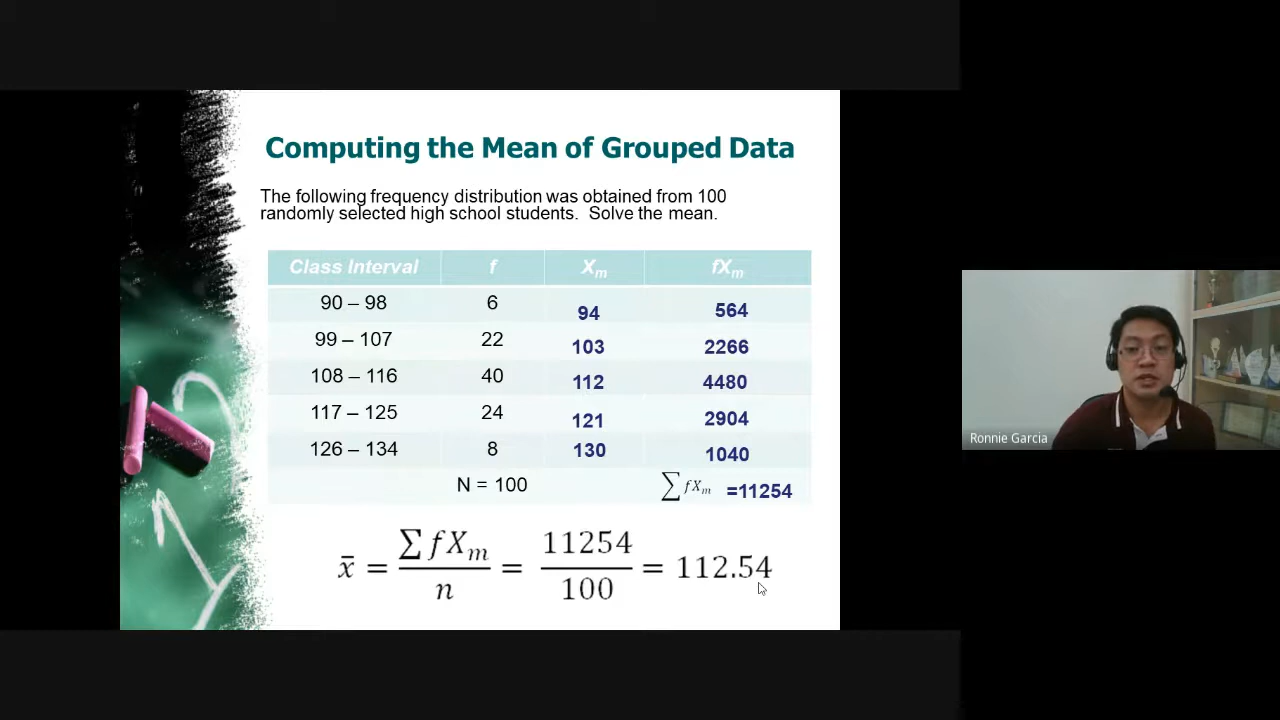 Computing the Mean of Grouped Data
The following frequency distribution was obtained from 100
randomly selected high school students. Solve the mean.
Class Interval f Xm fXm
90 – 98 6 94 564
99 – 107 22 103 2266
108 – 116 40 112 4480
117 – 125 24 121 2904
126 – 134 8 130 1040
N = 100 ∑fXm =11254
x̄ = ∑fXm / n = 11254 / 100 = 112.54
Ronnie Garcia